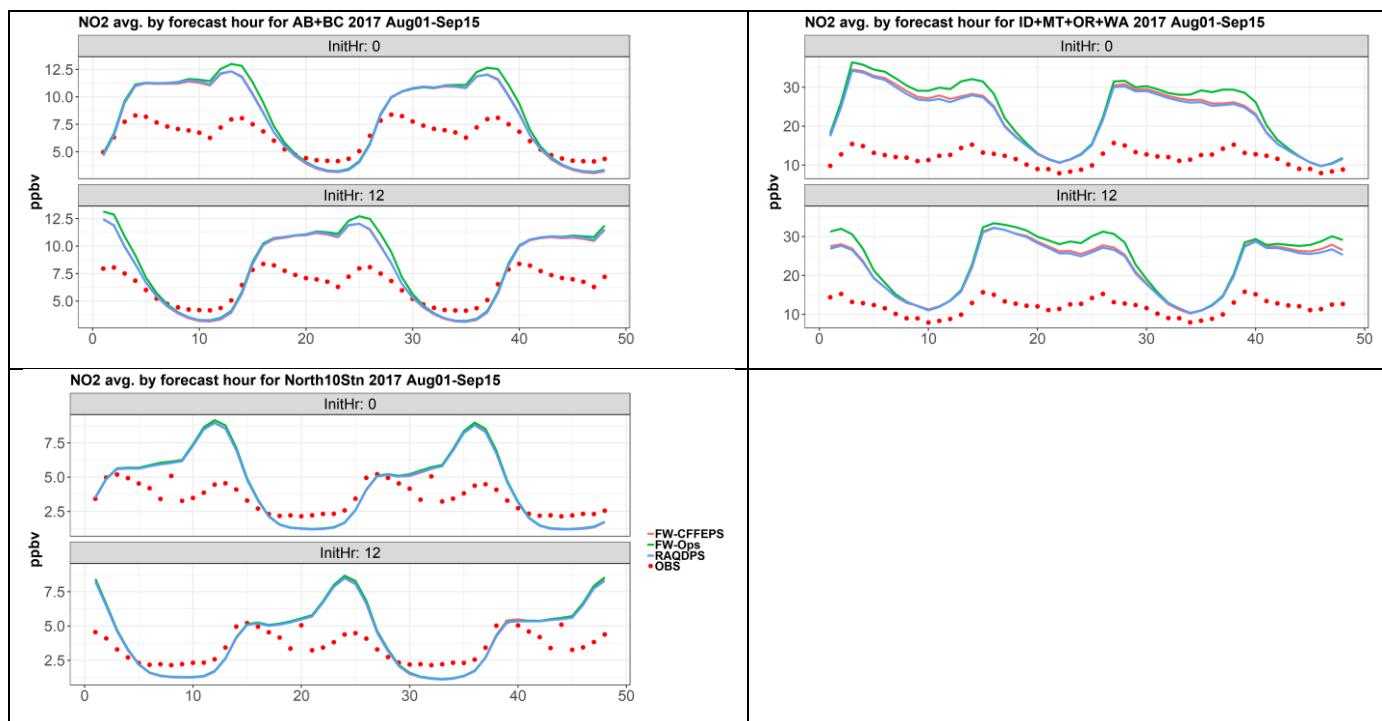 NO2 avg. by forecast hour for AB+BC 2017 Aug01-Sep15
InitHr: 0
12.5
10.0
7.5
5.0
ppbv
InitHr: 12
12.5
10.0
7.5
5.0
0 10 20 30 40 50
NO2 avg. by forecast hour for ID+MT+OR+WA 2017 Aug01-Sep15
InitHr: 0
30
20
10
ppbv
InitHr: 12
30
20
10
0 10 20 30 40 50
NO2 avg. by forecast hour for North10Stn 2017 Aug01-Sep15
InitHr: 0
7.5
5.0
2.5
ppbv
InitHr: 12
7.5
5.0
2.5
0 10 20 30 40 50
FW-CFFEPS
FW-Ops
RAQDPS
OBS